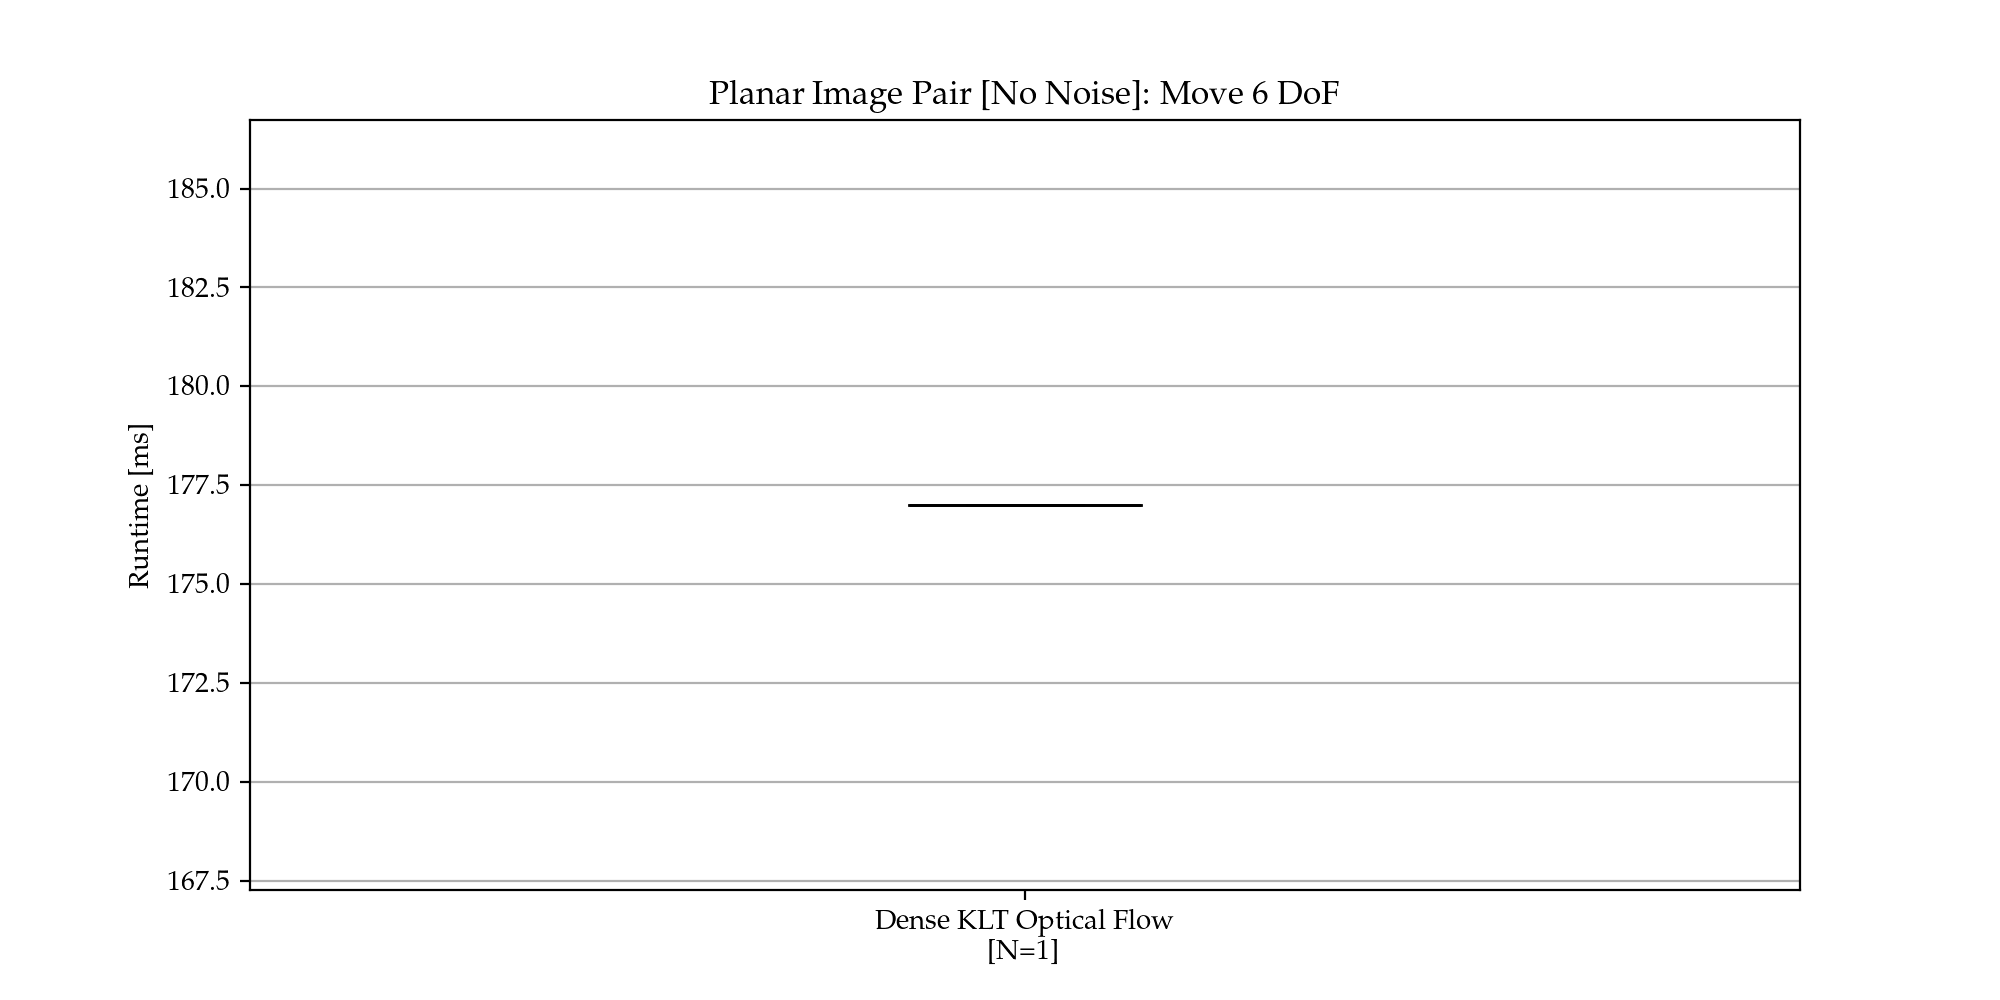 Planar Image Pair [No Noise]: Move 6 DoF
185.0
182.5
180.0
177.5
175.0
172.5
170.0
167.5
Runtime [ms]
Dense KLT Optical Flow
[N=1]